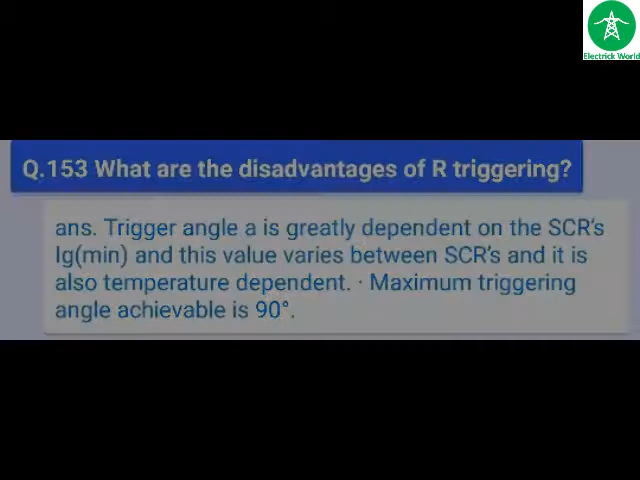 Electrick World
Q.153 What are the disadvantages of R triggering?
ans. Trigger angle a is greatly dependent on the SCR's
Ig(min) and this value varies between SCR's and it is
also temperature dependent. · Maximum triggering
angle achievable is 90°.